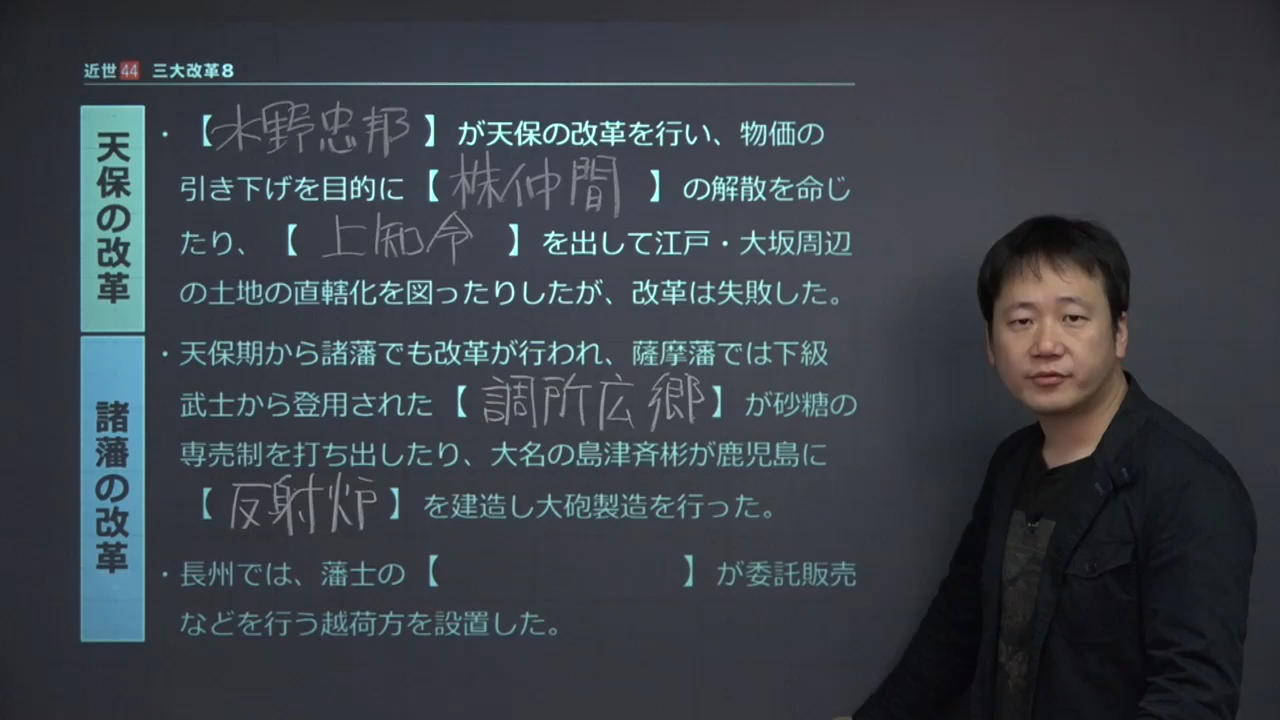 近世44 三大改革8
天保の改革
・【水野忠邦】が天保の改革を行い、物価の
引き下げを目的に【株仲間】の解散を命じ
たり、【上知令】を出して江戸・大坂周辺
の土地の直轄化を図ったりしたが、改革は失敗した。
諸藩の改革
・天保期から諸藩でも改革が行われ、薩摩藩では下級
武士から登用された【調所広郷】が砂糖の
専売制を打ち出したり、大名の島津斉彬が鹿児島に
【反射炉】を建造し大砲製造を行った。
・長州では、藩士の【 】が委託販売
などを行う越荷方を設置した。